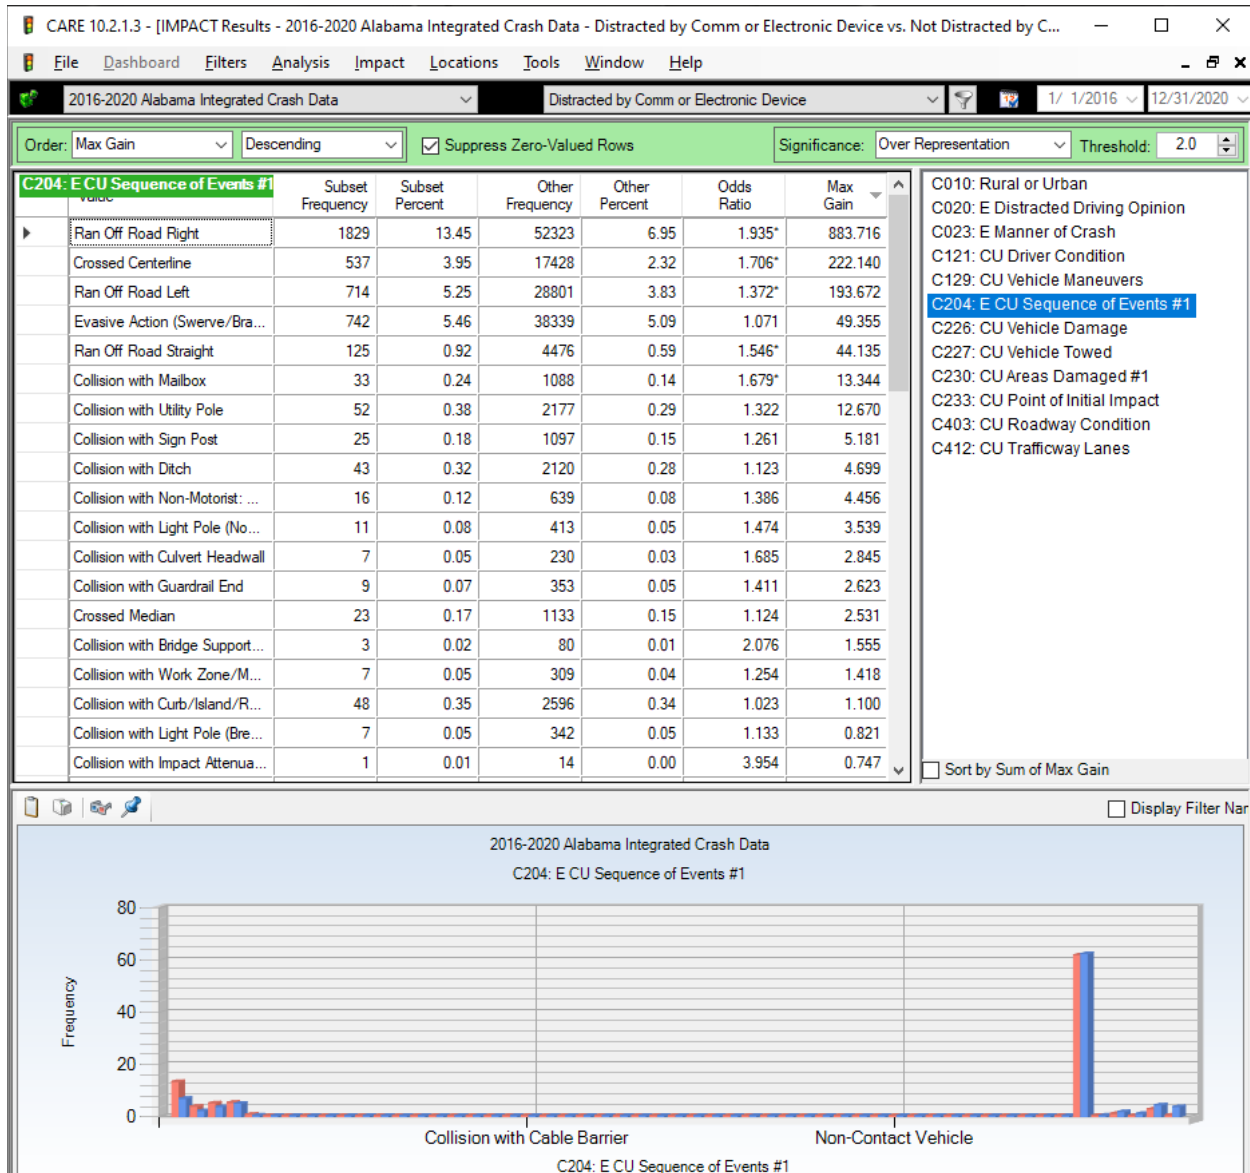 CARE 10.2.1.3 - [IMPACT Results - 2016-2020 Alabama Integrated Crash Data - Distracted by Comm or Electronic Device vs. Not Distracted by C...
File Dashboard Filters Analysis Impact Locations Tools Window Help
2016-2020 Alabama Integrated Crash Data Distracted by Comm or Electronic Device 1/ 1/2016 12/31/2020
Order: Max Gain Descending Suppress Zero-Valued Rows Significance: Over Representation Threshold: 2.0
C204: E CU Sequence of Events #1 Subset Frequency Subset Percent Other Frequency Other Percent Odds Ratio Max Gain
Ran Off Road Right 1829 13.45 52323 6.95 1.935* 883.716
Crossed Centerline 537 3.95 17428 2.32 1.706* 222.140
Ran Off Road Left 714 5.25 28801 3.83 1.372* 193.672
Evasive Action (Swerve/Bra... 742 5.46 38339 5.09 1.071 49.355
Ran Off Road Straight 125 0.92 4476 0.59 1.546* 44.135
Collision with Mailbox 33 0.24 1088 0.14 1.679* 13.344
Collision with Utility Pole 52 0.38 2177 0.29 1.322 12.670
Collision with Sign Post 25 0.18 1097 0.15 1.261 5.181
Collision with Ditch 43 0.32 2120 0.28 1.123 4.699
Collision with Non-Motorist: ... 16 0.12 639 0.08 1.386 4.456
Collision with Light Pole (No... 11 0.08 413 0.05 1.474 3.539
Collision with Culvert Headwall 7 0.05 230 0.03 1.685 2.845
Collision with Guardrail End 9 0.07 353 0.05 1.411 2.623
Crossed Median 23 0.17 1133 0.15 1.124 2.531
Collision with Bridge Support... 3 0.02 80 0.01 2.076 1.555
Collision with Work Zone/M... 7 0.05 309 0.04 1.254 1.418
Collision with Curb/Island/R... 48 0.35 2596 0.34 1.023 1.100
Collision with Light Pole (Bre... 7 0.05 342 0.05 1.133 0.821
Collision with Impact Attenua... 1 0.01 14 0.00 3.954 0.747
C010: Rural or Urban
C020: E Distracted Driving Opinion
C023: E Manner of Crash
C121: CU Driver Condition
C129: CU Vehicle Maneuvers
C204: E CU Sequence of Events #1
C226: CU Vehicle Damage
C227: CU Vehicle Towed
C230: CU Areas Damaged #1
C233: CU Point of Initial Impact
C403: CU Roadway Condition
C412: CU Trafficway Lanes
Sort by Sum of Max Gain
Display Filter Nar
2016-2020 Alabama Integrated Crash Data
C204: E CU Sequence of Events #1
80
60
40
20
0
Frequency
Collision with Cable Barrier Non-Contact Vehicle
C204: E CU Sequence of Events #1